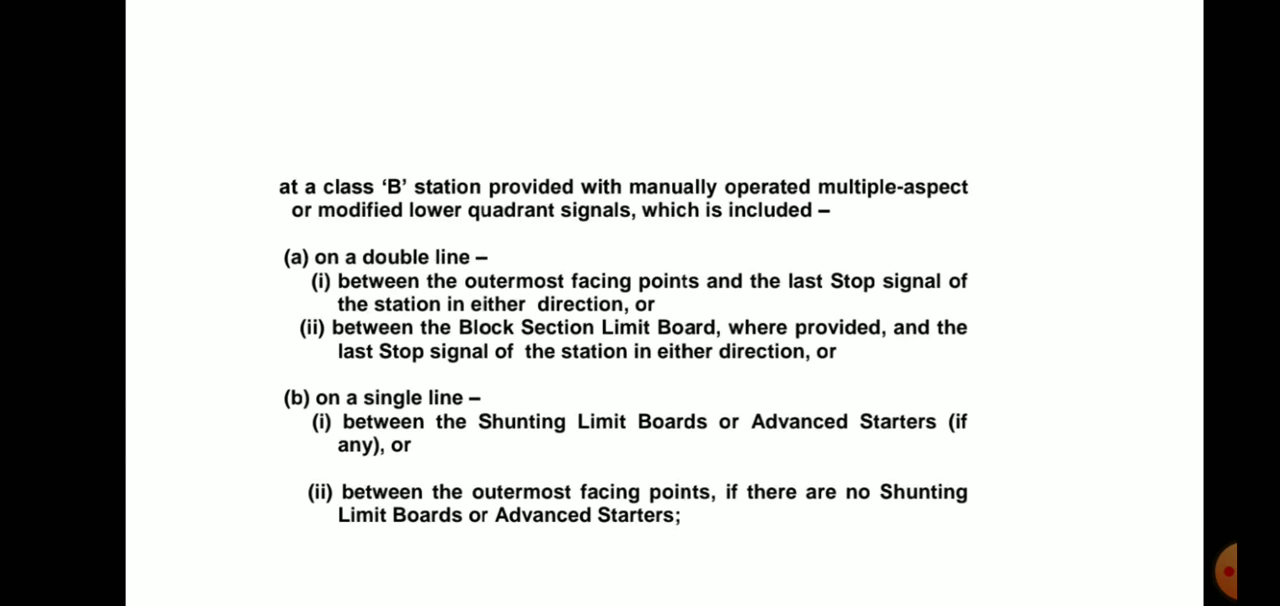 at a class ‘B’ station provided with manually operated multiple-aspect
or modified lower quadrant signals, which is included –
(a) on a double line –
(i) between the outermost facing points and the last Stop signal of
the station in either direction, or
(ii) between the Block Section Limit Board, where provided, and the
last Stop signal of the station in either direction, or
(b) on a single line –
(i) between the Shunting Limit Boards or Advanced Starters (if
any), or
(ii) between the outermost facing points, if there are no Shunting
Limit Boards or Advanced Starters;